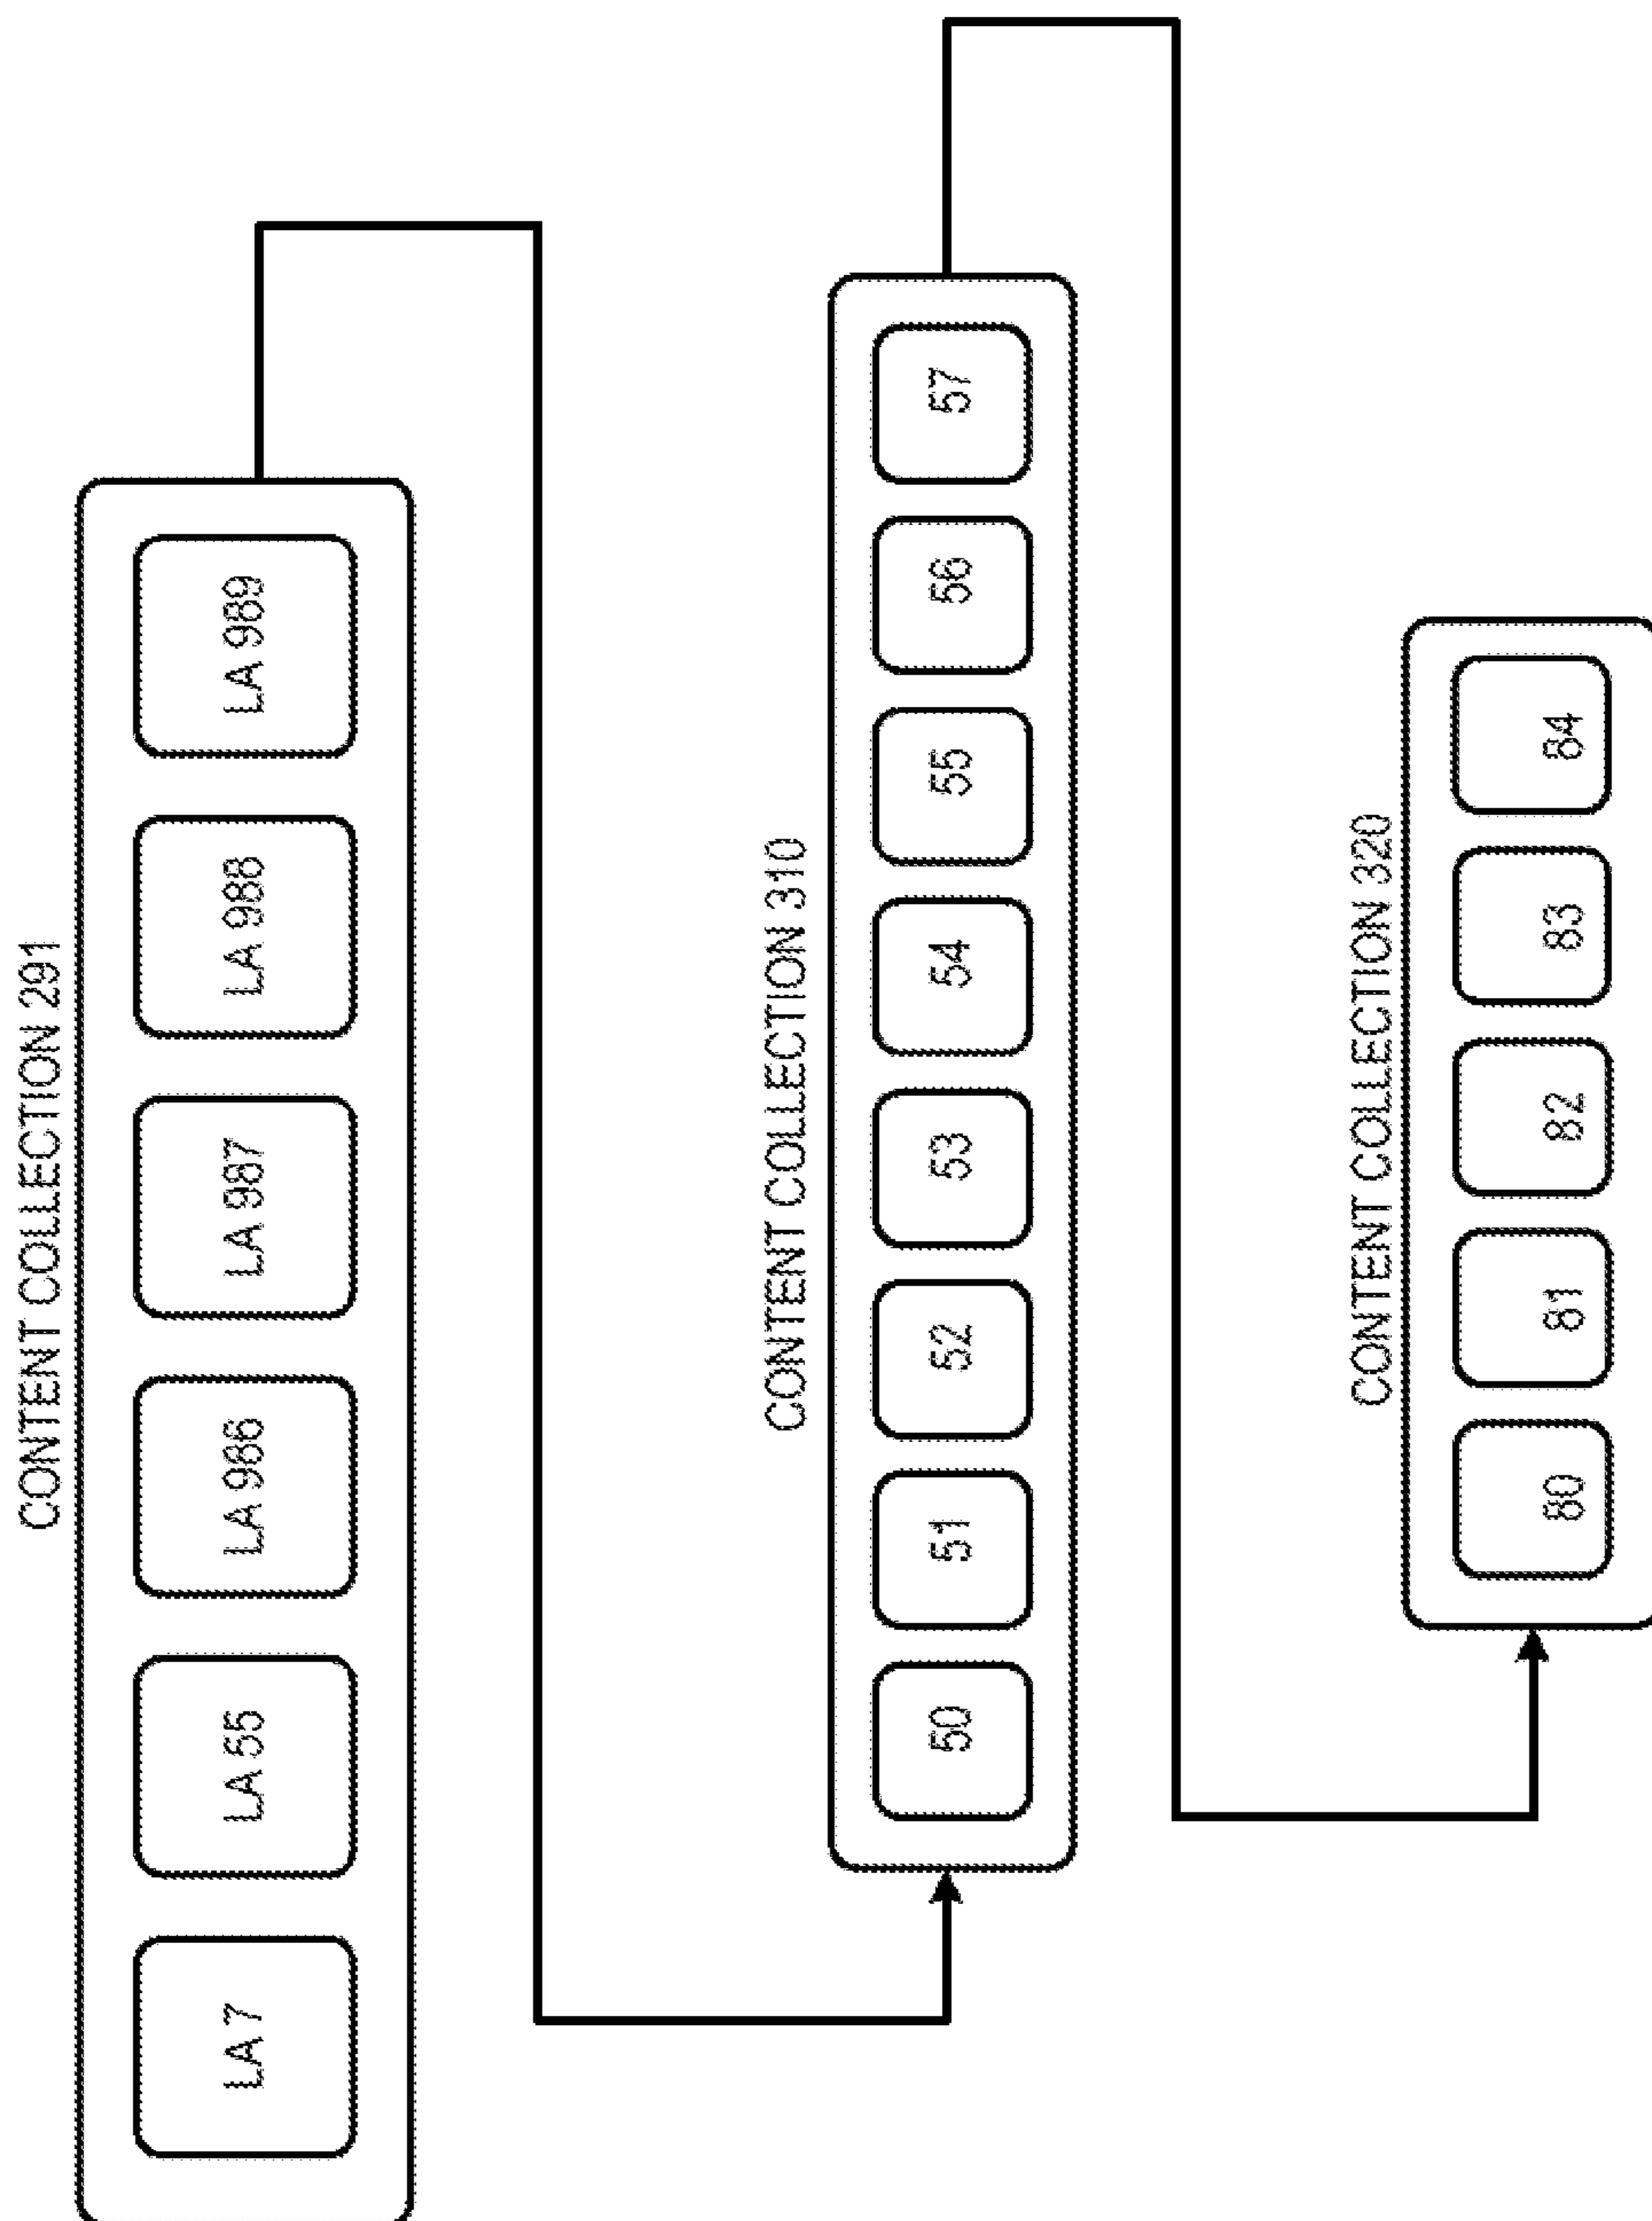 CONTENT COLLECTION 291
LA 7
LA 55
LA 986
LA 987
LA 988
LA 989
CONTENT COLLECTION 310
50
51
52
53
54
55
56
57
CONTENT COLLECTION 320
80
81
82
83
84